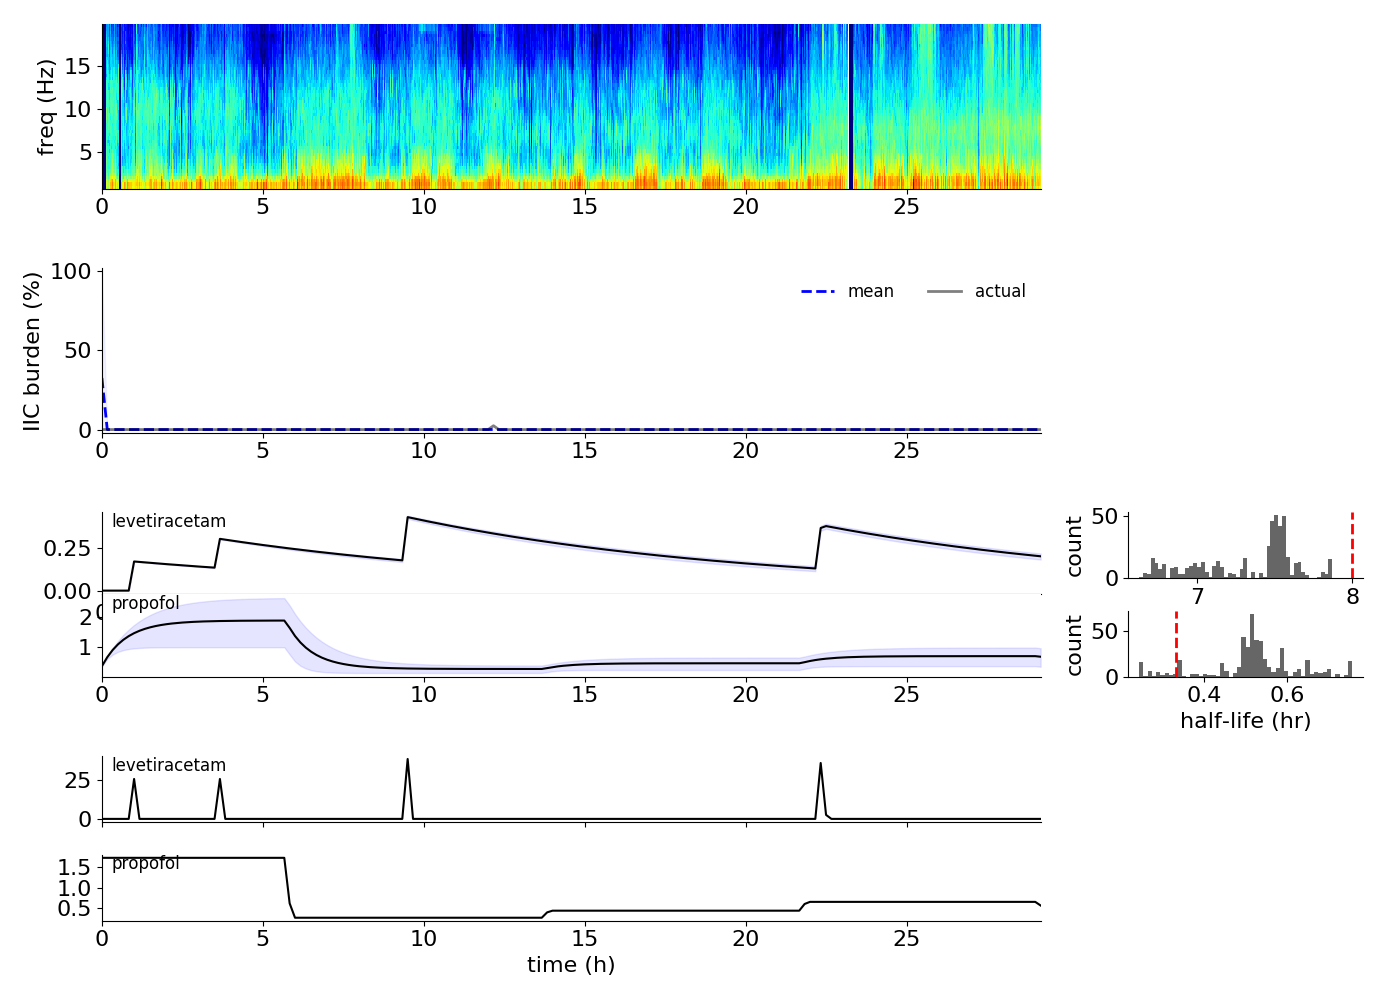 freq (Hz)
15
10
5
0 5 10 15 20 25
IIC burden (%)
100
50
0
mean actual
0 5 10 15 20 25
levetiracetam
0.25
0.00
propofol
2
1
0 5 10 15 20 25
count
50
0
7 8
count
50
0
0.4 0.6
half-life (hr)
levetiracetam
25
0
propofol
1.5
1.0
0.5
0 5 10 15 20 25
time (h)